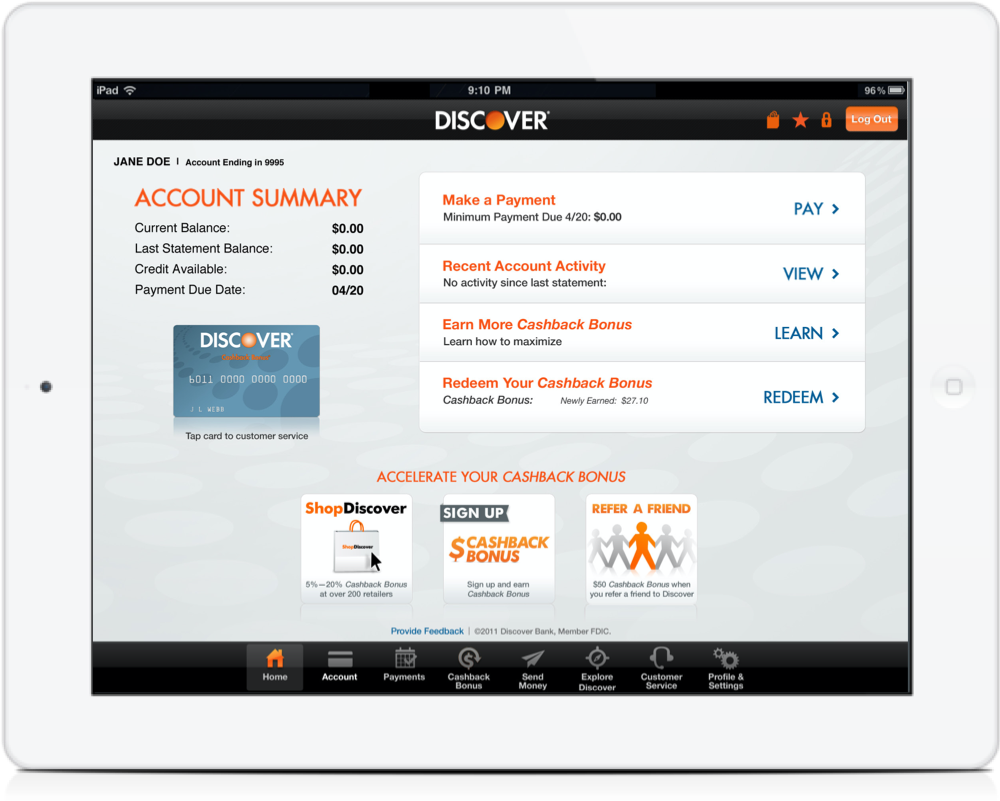 iPad 9:10 PM 96%
DISCOVER
Log Out
JANE DOE | Account Ending in 9995
ACCOUNT SUMMARY
Current Balance: $0.00
Last Statement Balance: $0.00
Credit Available: $0.00
Payment Due Date: 04/20
DISCOVER
6011 0000 0000 0000
J L WEBB
Tap card to customer service
Make a Payment
Minimum Payment Due 4/20: $0.00
PAY
Recent Account Activity
No activity since last statement:
VIEW
Earn More Cashback Bonus
Learn how to maximize
LEARN
Redeem Your Cashback Bonus
Cashback Bonus: Newly Earned: $27.10
REDEEM
ACCELERATE YOUR CASHBACK BONUS
ShopDiscover
ShopDiscover
5%—20% Cashback Bonus
at over 200 retailers
SIGN UP
$ CASHBACK
BONUS
Sign up and earn
Cashback Bonus
REFER A FRIEND
$50 Cashback Bonus when
you refer a friend to Discover
Provide Feedback | ©2011 Discover Bank, Member FDIC.
Home
Account
Payments
Cashback
Bonus
Send
Money
Explore
Discover
Customer
Service
Profile &
Settings